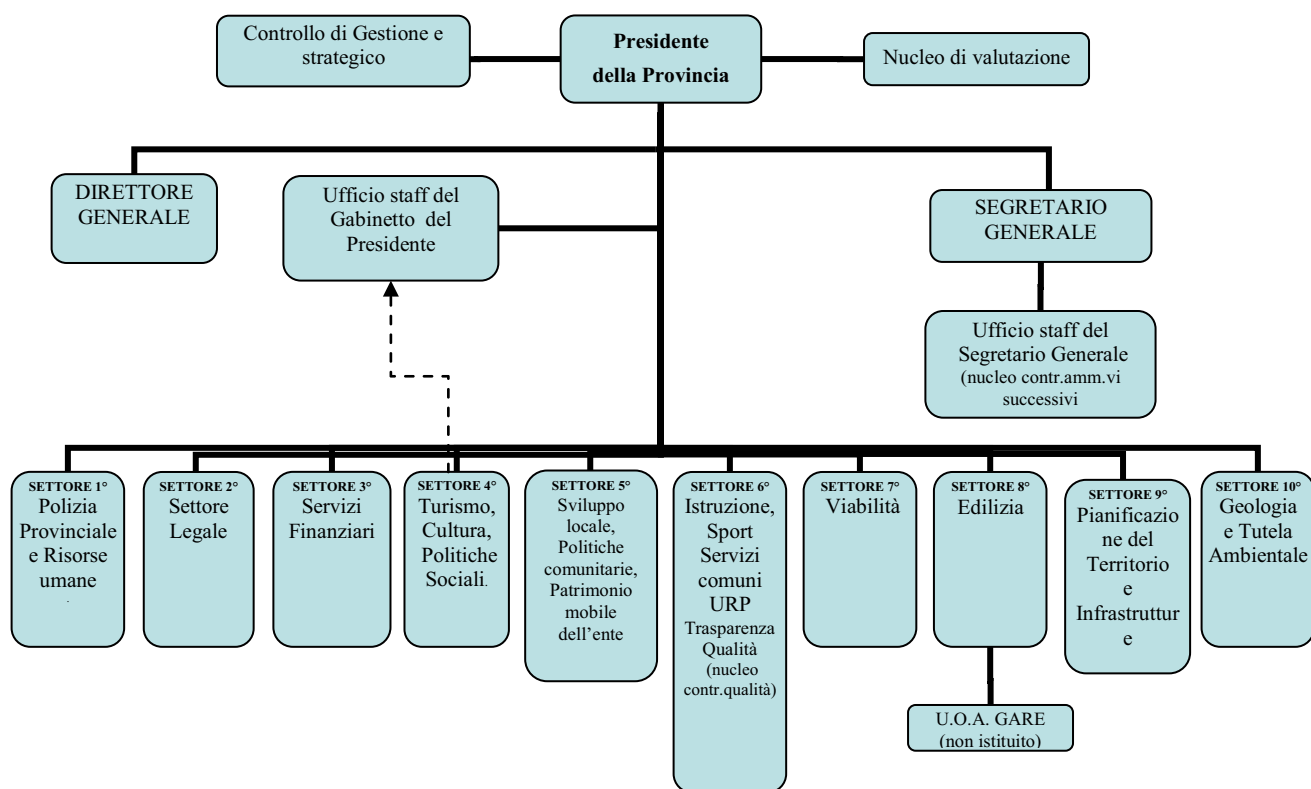 Controllo di Gestione e
strategico
Presidente
della Provincia
Nucleo di valutazione
DIRETTORE
GENERALE
Ufficio staff del
Gabinetto del
Presidente
SEGRETARIO
GENERALE
Ufficio staff del
Segretario Generale
(nucleo contr.amm.vi
successivi
SETTORE 1°
Polizia
Provinciale
e Risorse
umane
.
SETTORE 2°
Settore
Legale
SETTORE 3°
Servizi
Finanziari
SETTORE 4°
Turismo,
Cultura,
Politiche
Sociali.
SETTORE 5°
Sviluppo
locale,
Politiche
comunitarie,
Patrimonio
mobile
dell'ente
SETTORE 6°
Istruzione,
Sport
Servizi
comuni
URP
Trasparenza
Qualità
(nucleo
contr.qualità)
SETTORE 7°
Viabilità
SETTORE 8°
Edilizia
U.O.A. GARE
(non istituito)
SETTORE 9°
Pianificazio
ne del
Territorio
e
Infrastruttur
e
SETTORE 10°
Geologia
e Tutela
Ambientale